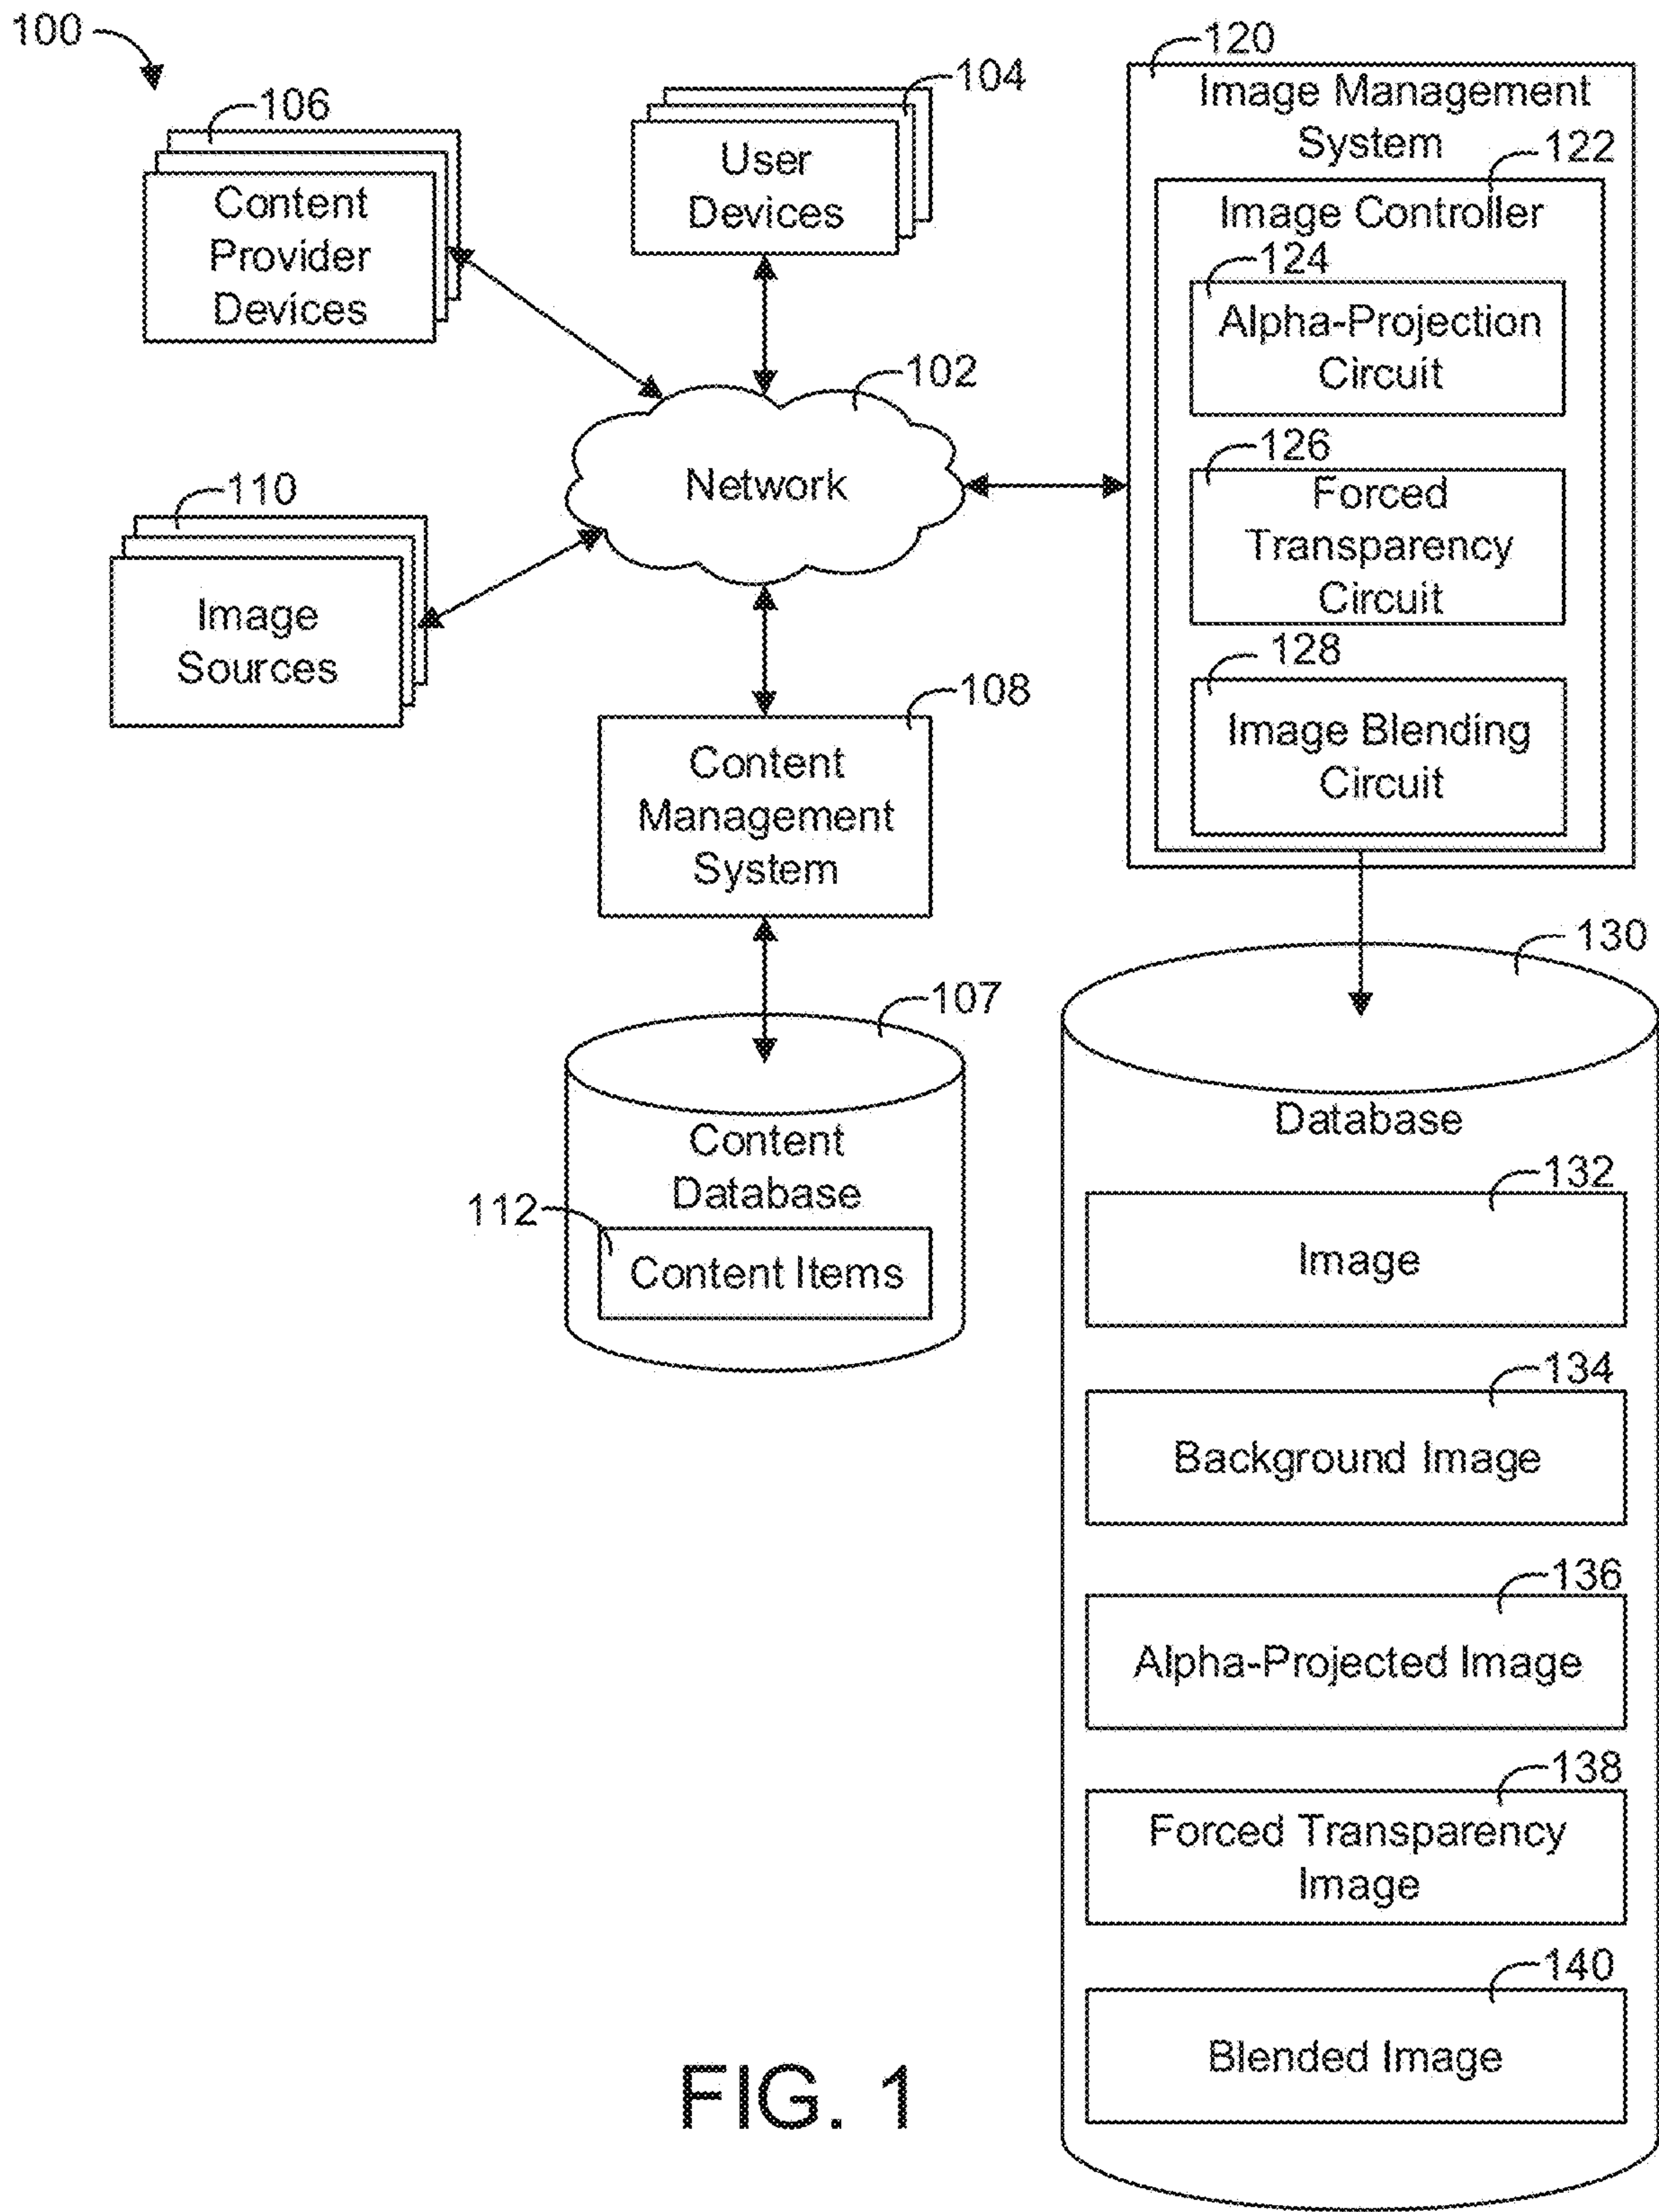 100
106
Content
Provider
Devices
104
User
Devices
120
Image Management
System
122
Image Controller
124
Alpha-Projection
Circuit
126
Forced
Transparency
Circuit
128
Image Blending
Circuit
102
Network
110
Image
Sources
108
Content
Management
System
107
Content
Database
112
Content Items
130
Database
132
Image
134
Background Image
136
Alpha-Projected Image
138
Forced Transparency
Image
140
Blended Image
FIG. 1